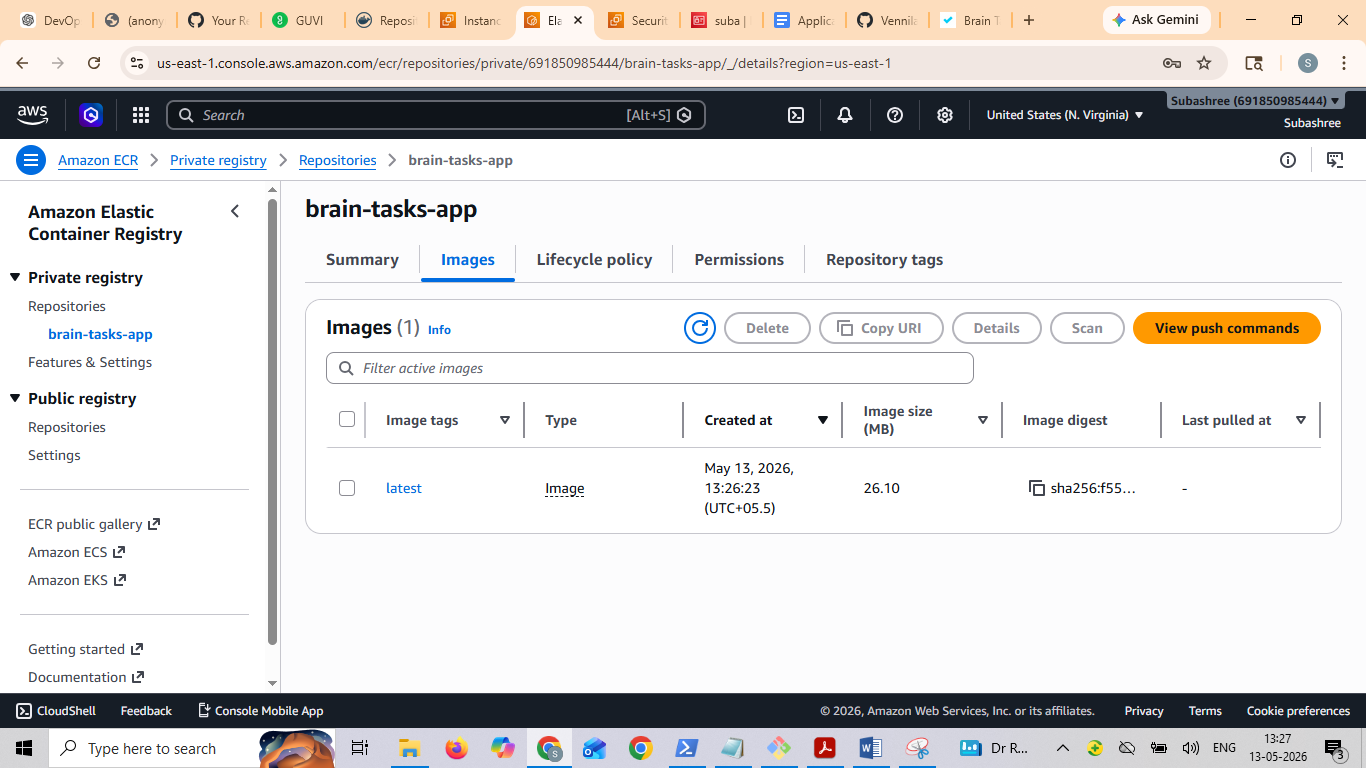 DevOp
(anony
Your Re
GUVI
Reposi
Instanc
Ela
Securit
suba |
Applica
Vennila
Brain T
Ask Gemini
us-east-1.console.aws.amazon.com/ecr/repositories/private/691850985444/brain-tasks-app/_/details?region=us-east-1
S
aws
Search
[Alt+S]
United States (N. Virginia)
Subashree (691850985444)
Subashree
Amazon ECR
Private registry
Repositories
brain-tasks-app
Amazon Elastic
Container Registry
Private registry
Repositories
brain-tasks-app
Features & Settings
Public registry
Repositories
Settings
ECR public gallery
Amazon ECS
Amazon EKS
Getting started
Documentation
brain-tasks-app
Summary
Images
Lifecycle policy
Permissions
Repository tags
Images (1) Info
Delete
Copy URI
Details
Scan
View push commands
Filter active images
Image tags
Type
Created at
Image size
(MB)
Image digest
Last pulled at
latest
Image
May 13, 2026,
13:26:23
(UTC+05.5)
26.10
sha256:f55...
-
CloudShell
Feedback
Console Mobile App
© 2026, Amazon Web Services, Inc. or its affiliates.
Privacy
Terms
Cookie preferences
Type here to search
Dr R...
ENG
13:27
13-05-2026
3